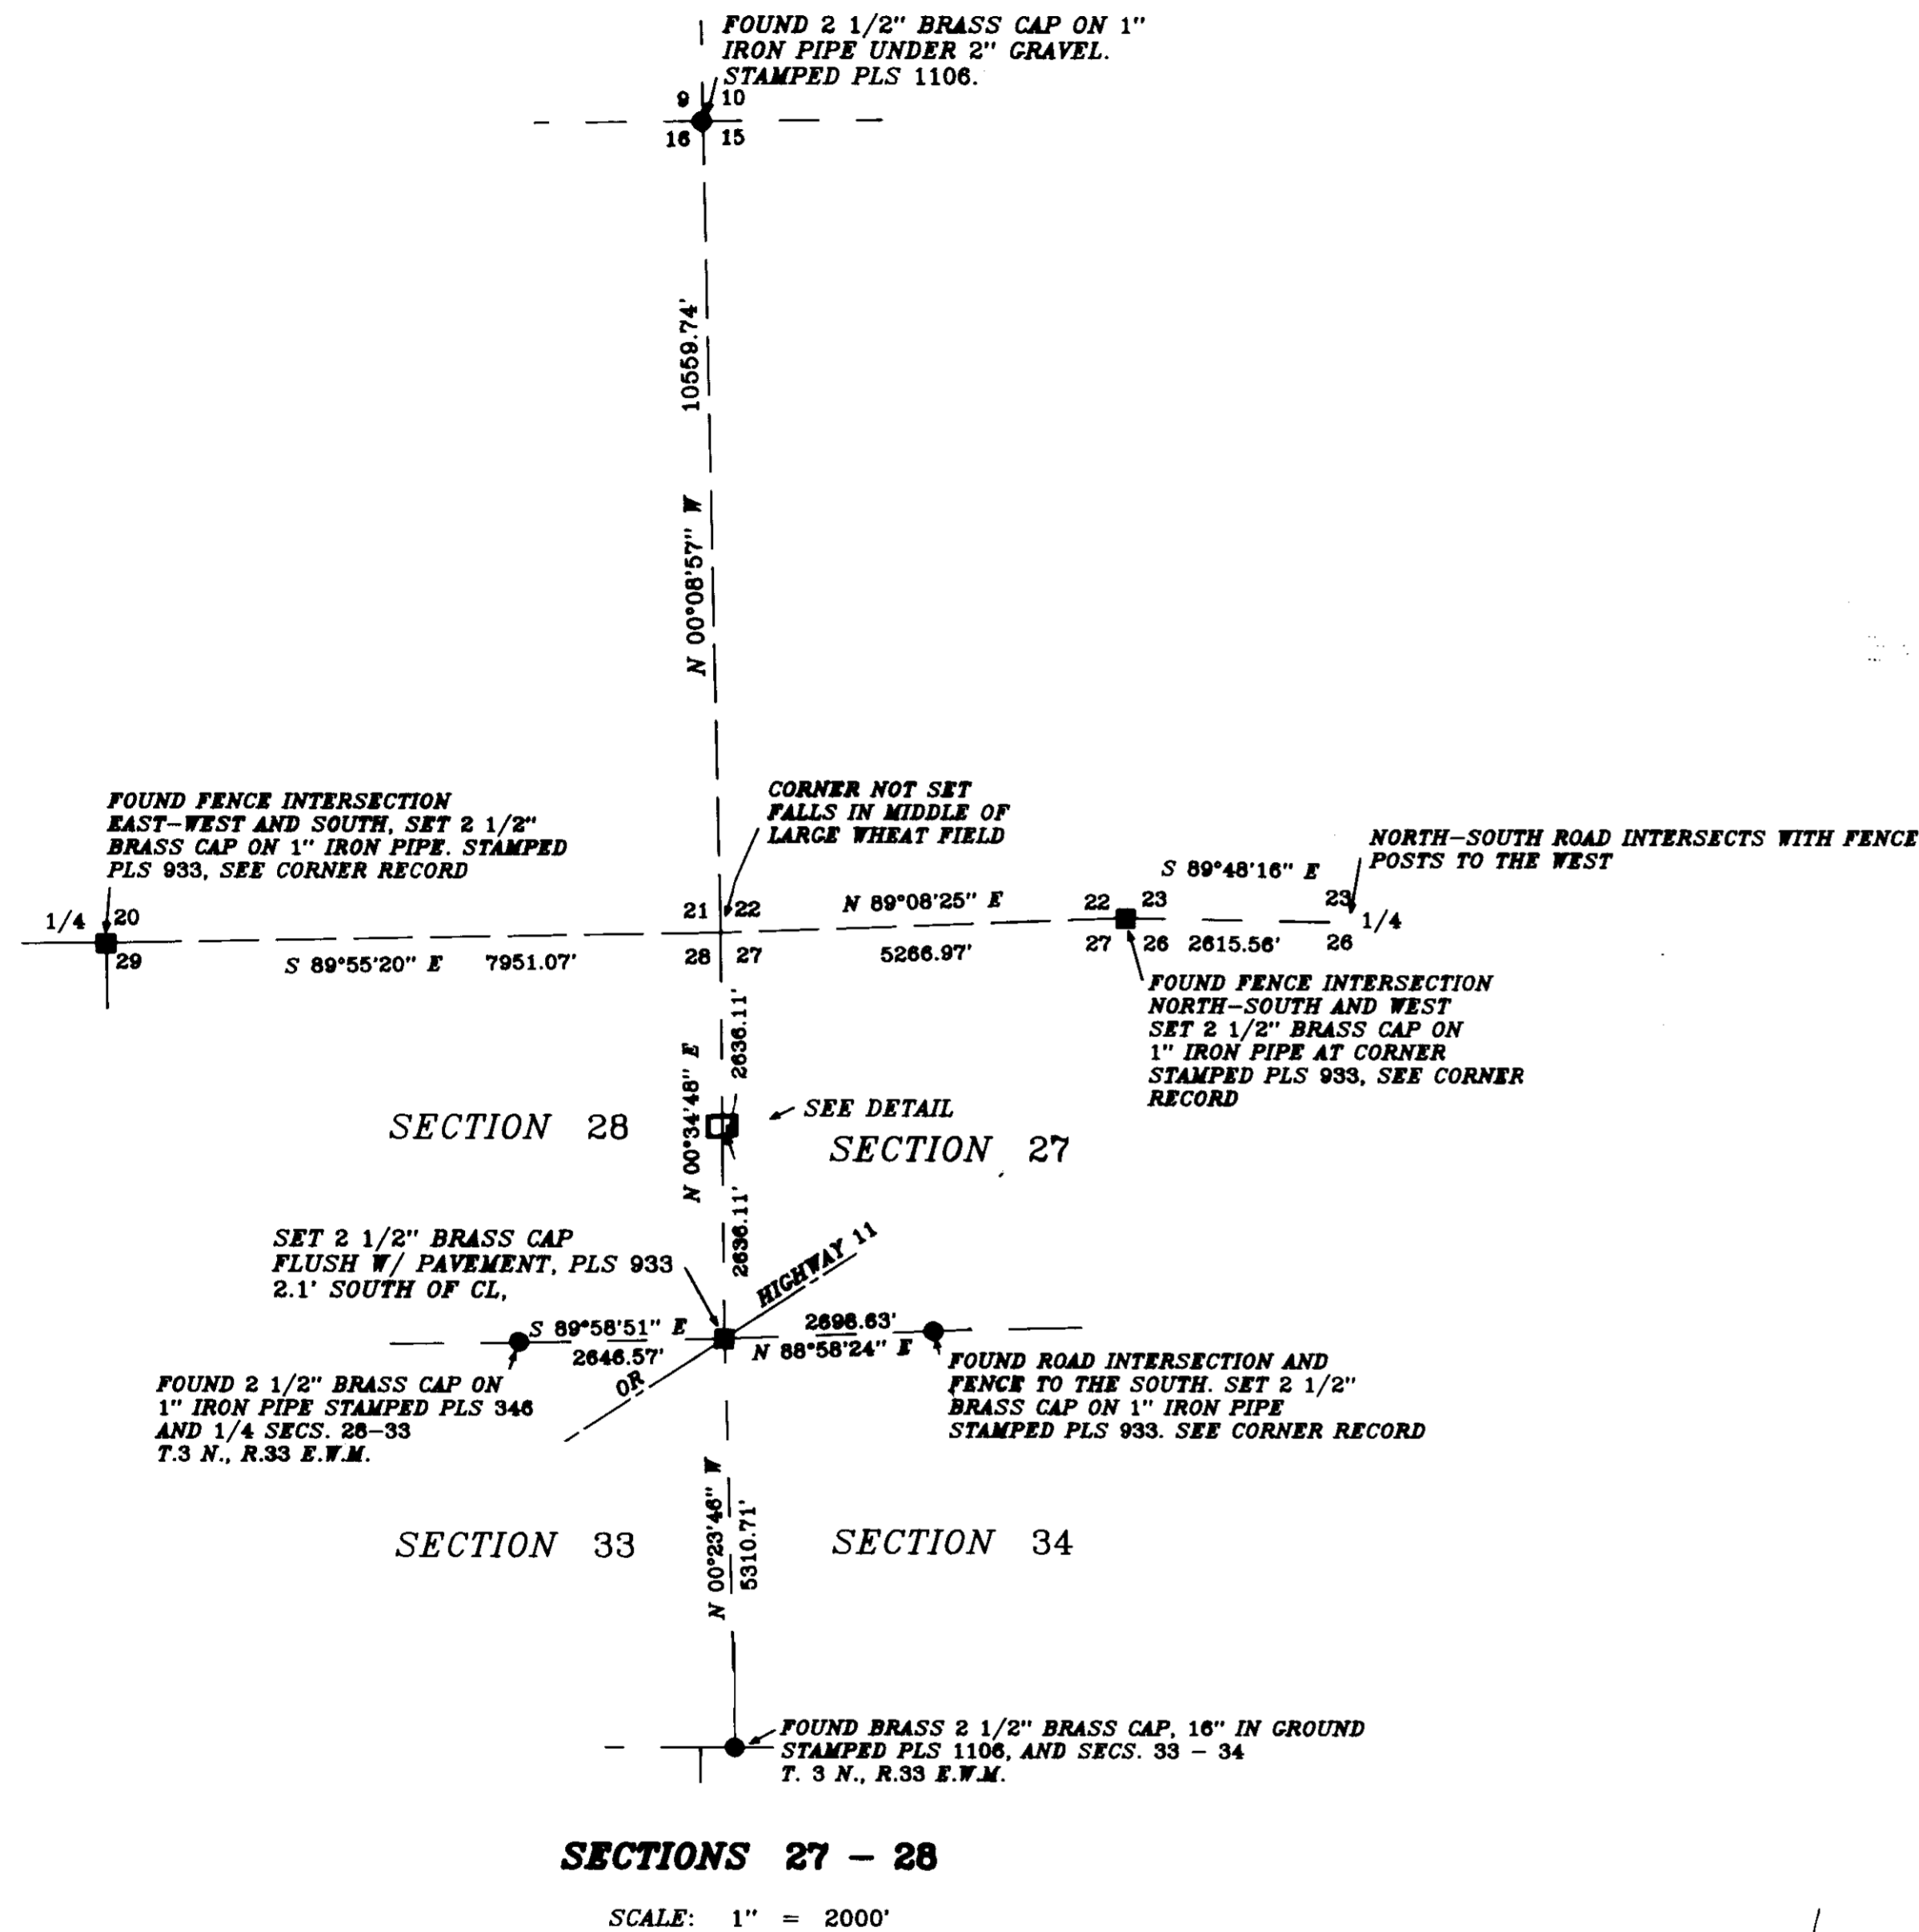 FOUND 2 1/2" BRASS CAP ON 1"
IRON PIPE UNDER 2" GRAVEL.
STAMPED PLS 1106.
9 10
16 15
10559.74'
N 00°08'57" W
FOUND FENCE INTERSECTION
EAST-WEST AND SOUTH, SET 2 1/2"
BRASS CAP ON 1" IRON PIPE. STAMPED
PLS 933, SEE CORNER RECORD
CORNER NOT SET
FALLS IN MIDDLE OF
LARGE WHEAT FIELD
NORTH-SOUTH ROAD INTERSECTS WITH FENCE
POSTS TO THE WEST
1/4 20
29
S 89°55'20" E 7951.07'
21 22
28 27
N 89°08'25" E
5266.97'
22 23
27 26
S 89°48'16" E
2615.56'
23
1/4
26
FOUND FENCE INTERSECTION
NORTH-SOUTH AND WEST
SET 2 1/2" BRASS CAP ON
1" IRON PIPE AT CORNER
STAMPED PLS 933, SEE CORNER
RECORD
2636.11'
N 00°34'48" E
SEE DETAIL
SECTION 28
SECTION 27
2636.11'
SET 2 1/2" BRASS CAP
FLUSH W/ PAVEMENT, PLS 933
2.1' SOUTH OF CL,
HIGHWAY 11
OR
S 89°58'51" E
2646.57'
2698.63'
N 88°58'24" E
FOUND 2 1/2" BRASS CAP ON
1" IRON PIPE STAMPED PLS 346
AND 1/4 SECS. 28-33
T.3 N., R.33 E.W.M.
FOUND ROAD INTERSECTION AND
FENCE TO THE SOUTH. SET 2 1/2"
BRASS CAP ON 1" IRON PIPE
STAMPED PLS 933. SEE CORNER RECORD
N 00°23'46" W
5310.71'
SECTION 33
SECTION 34
FOUND BRASS 2 1/2" BRASS CAP, 16" IN GROUND
STAMPED PLS 1106, AND SECS. 33 - 34
T. 3 N., R.33 E.W.M.
SECTIONS 27 - 28
SCALE: 1" = 2000'